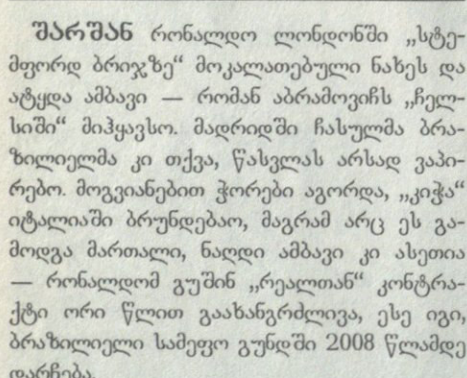 შარშან რონალდო ლონდონში „სტე-
მფორდ ბრიჯზე“ მოკალათებული ნახეს და
ატყდა ამბავი — რომან აბრამოვიჩს „ჩელ-
სიში“ მიჰყავსო. მადრიდში ჩასულმა ბრა-
ზილიელმა კი თქვა, წასვლას არსად ვაპი-
რებო. მოგვიანებით ჭორები აგორდა, „კიჭა“
იტალიაში ბრუნდებაო, მაგრამ არც ეს გა-
მოდგა მართალი, ნაღდი ამბავი კი ასეთია
— რონალდომ გუშინ „რეალთან“ კონტრა-
ქტი ორი წლით გაახანგრძლივა, ესე იგი,
ბრაზილიელი სამეფო გუნდში 2008 წლამდე
დარჩება.